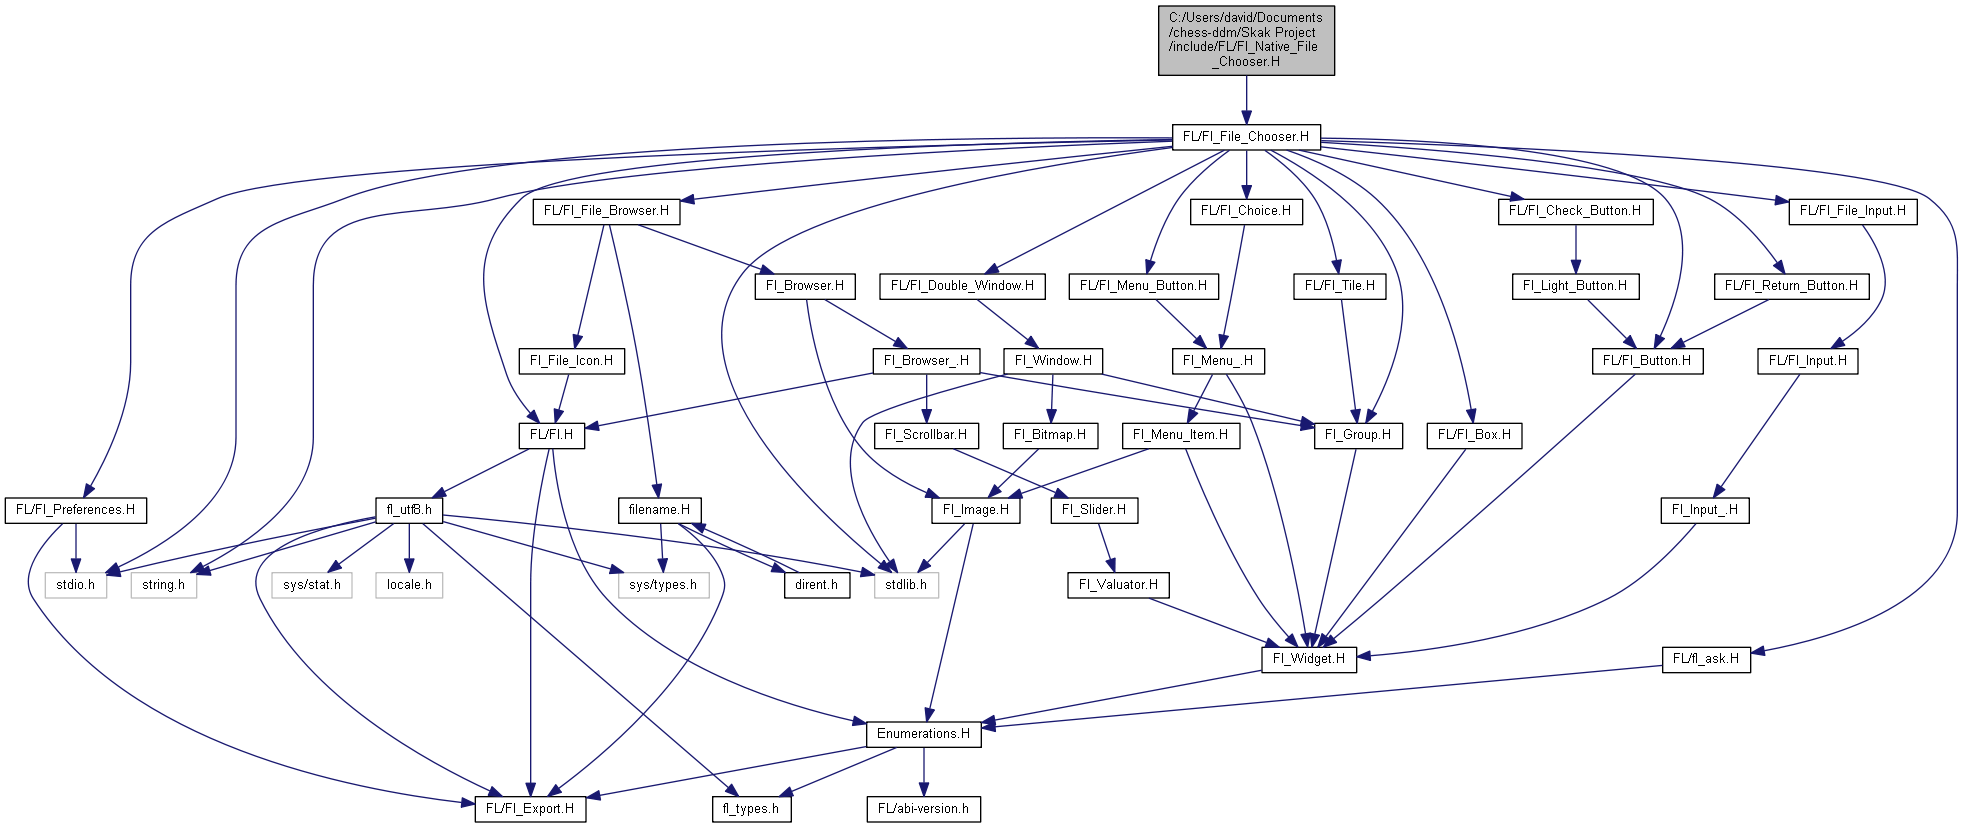 C:/Users/david/Documents
/chess-ddm/Skak Project
/include/FL/Fl_Native_File
_Chooser.H
FL/Fl_File_Chooser.H
FL/Fl_File_Browser.H
FL/Fl_Choice.H
FL/Fl_Check_Button.H
FL/Fl_File_Input.H
Fl_Browser.H
FL/Fl_Double_Window.H
FL/Fl_Menu_Button.H
FL/Fl_Tile.H
Fl_Light_Button.H
FL/Fl_Return_Button.H
Fl_File_Icon.H
Fl_Browser_.H
Fl_Window.H
Fl_Menu_.H
FL/Fl_Button.H
FL/Fl_Input.H
FL/Fl.H
Fl_Scrollbar.H
Fl_Bitmap.H
Fl_Menu_Item.H
Fl_Group.H
FL/Fl_Box.H
FL/Fl_Preferences.H
fl_utf8.h
filename.H
Fl_Image.H
Fl_Slider.H
Fl_Input_.H
stdio.h
string.h
sys/stat.h
locale.h
sys/types.h
dirent.h
stdlib.h
Fl_Valuator.H
Fl_Widget.H
FL/fl_ask.H
Enumerations.H
FL/Fl_Export.H
fl_types.h
FL/abi-version.h